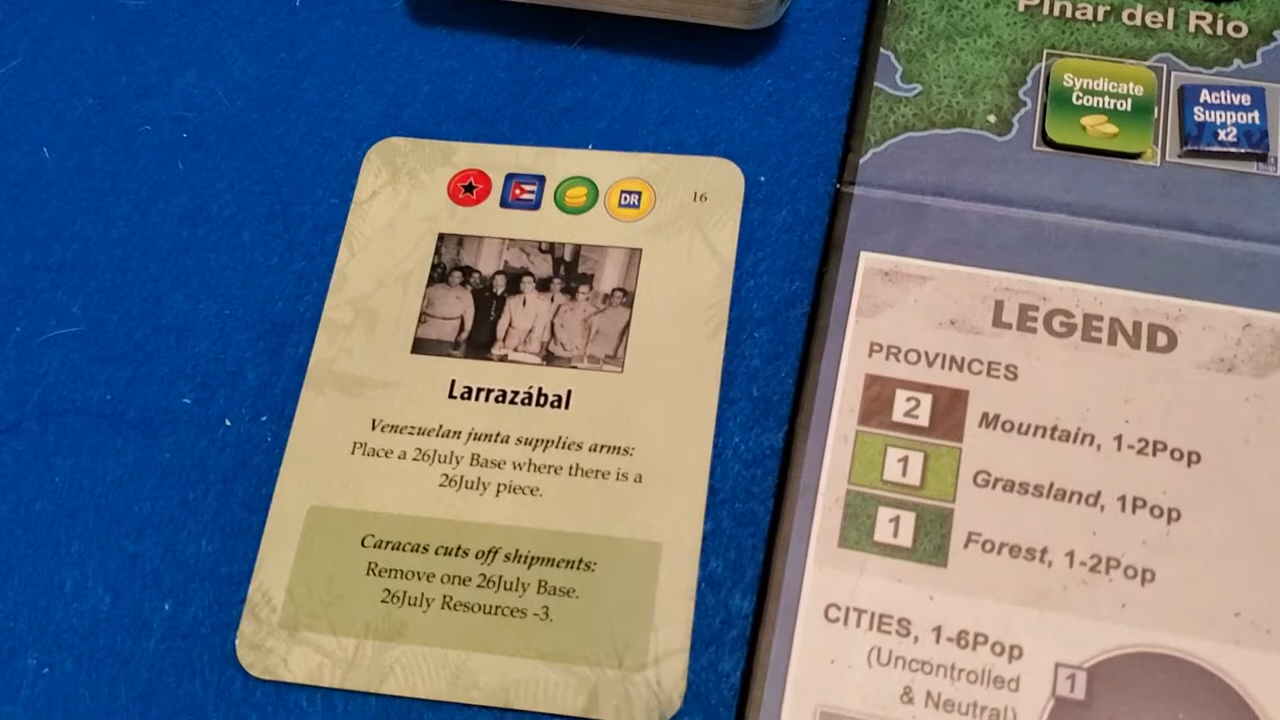 Pinar del Río
Syndicate
Control
Active
Support
x2
DR
16
Larrazábal
Venezuelan junta supplies arms:
Place a 26July Base where there is a
26July piece.
Caracas cuts off shipments:
Remove one 26July Base.
26July Resources -3.
LEGEND
PROVINCES
2
Mountain, 1-2Pop
1
Grassland, 1Pop
1
Forest, 1-2Pop
CITIES, 1-6Pop
(Uncontrolled
& Neutral)
1